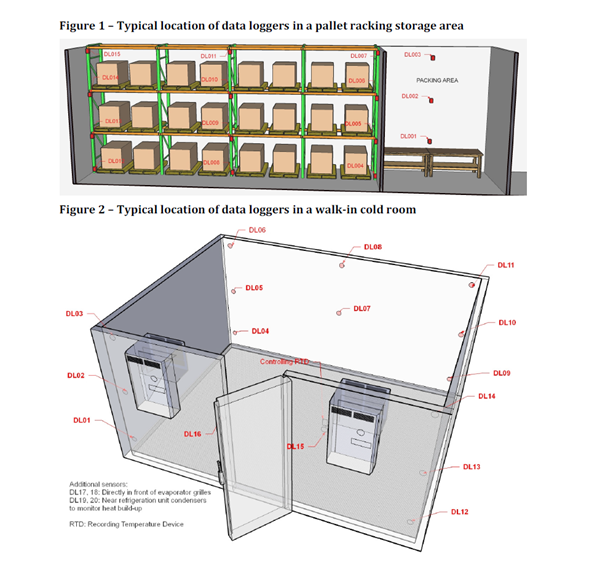 Figure 1 – Typical location of data loggers in a pallet racking storage area
DL015
DL011
DL007
DL003
DL014
DL010
DL006
PACKING AREA
DL002
DL009
DL005
DL001
DL008
DL004
Figure 2 – Typical location of data loggers in a walk-in cold room
DL06
DL08
DL11
DL05
DL03
DL07
DL10
DL04
Controlling RTD
DL02
DL09
DL14
DL01
DL16
DL15
DL13
Additional sensors:
DL17, 18: Directly in front of evaporator grilles
DL19, 20: Near refrigeration unit condensers
to monitor heat build-up
RTD: Recording Temperature Device
DL12